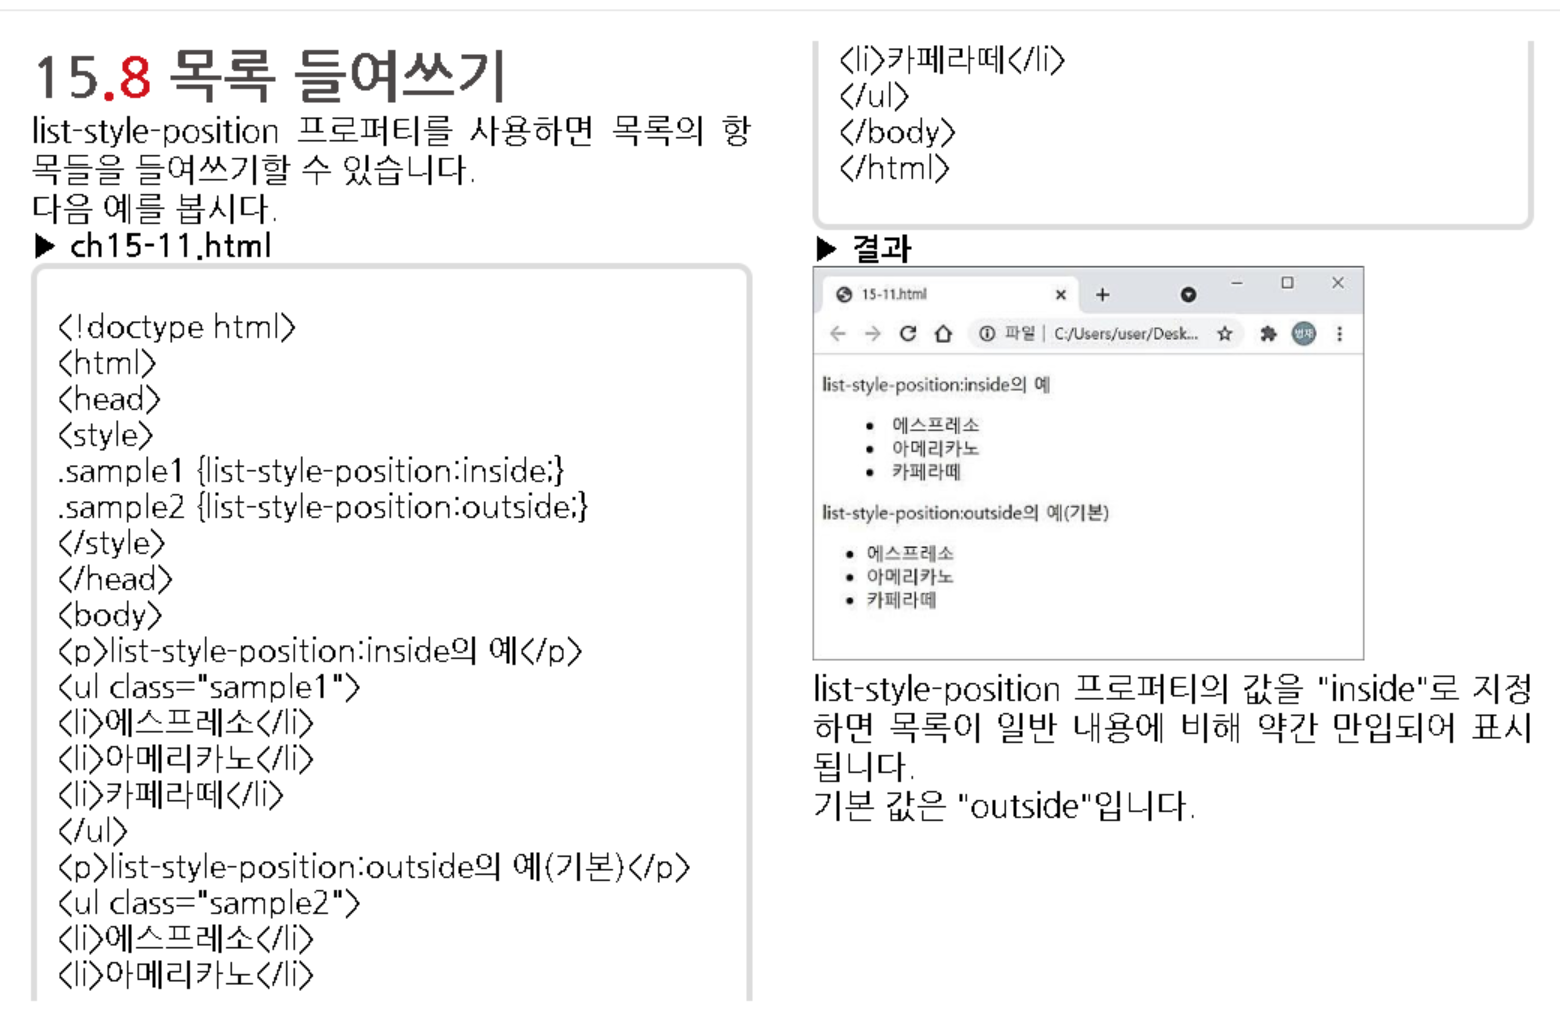 15.8 목록 들여쓰기
list-style-position 프로퍼티를 사용하면 목록의 항
목들을 들여쓰기할 수 있습니다.
다음 예를 봅시다.
▶ ch15-11.html
<!doctype html>
<html>
<head>
<style>
.sample1 {list-style-position:inside;}
.sample2 {list-style-position:outside;}
</style>
</head>
<body>
<p>list-style-position:inside의 예</p>
<ul class="sample1">
<li>에스프레소</li>
<li>아메리카노</li>
<li>카페라떼</li>
</ul>
<p>list-style-position:outside의 예(기본)</p>
<ul class="sample2">
<li>에스프레소</li>
<li>아메리카노</li>
<li>카페라떼</li>
</ul>
</body>
</html>
▶ 결과
15-11.html
파일 | C:/Users/user/Desk... 범재
list-style-position:inside의 예
• 에스프레소
• 아메리카노
• 카페라떼
list-style-position:outside의 예(기본)
• 에스프레소
• 아메리카노
• 카페라떼
list-style-position 프로퍼티의 값을 "inside"로 지정
하면 목록이 일반 내용에 비해 약간 만입되어 표시
됩니다.
기본 값은 "outside"입니다.